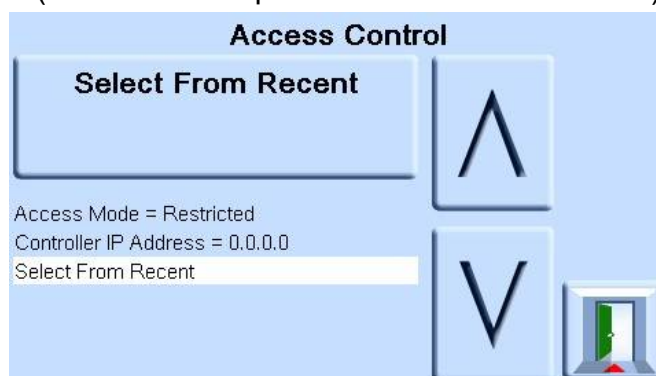 Access Control
Select From Recent
Access Mode = Restricted
Controller IP Address = 0.0.0.0
Select From Recent